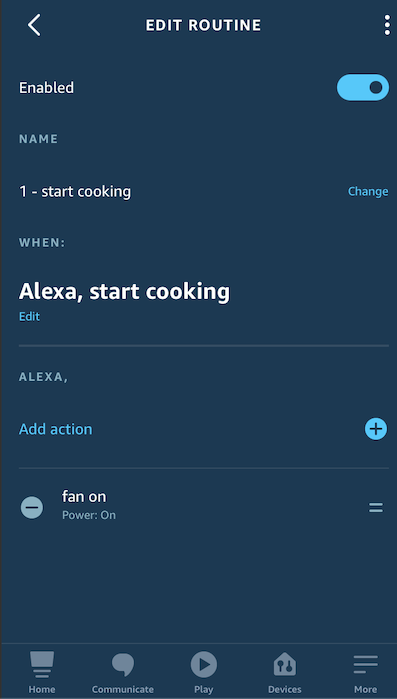 EDIT ROUTINE
Enabled
NAME
1 - start cooking
Change
WHEN:
Alexa, start cooking
Edit
ALEXA,
Add action
fan on
Power: On
Home Communicate Play Devices More